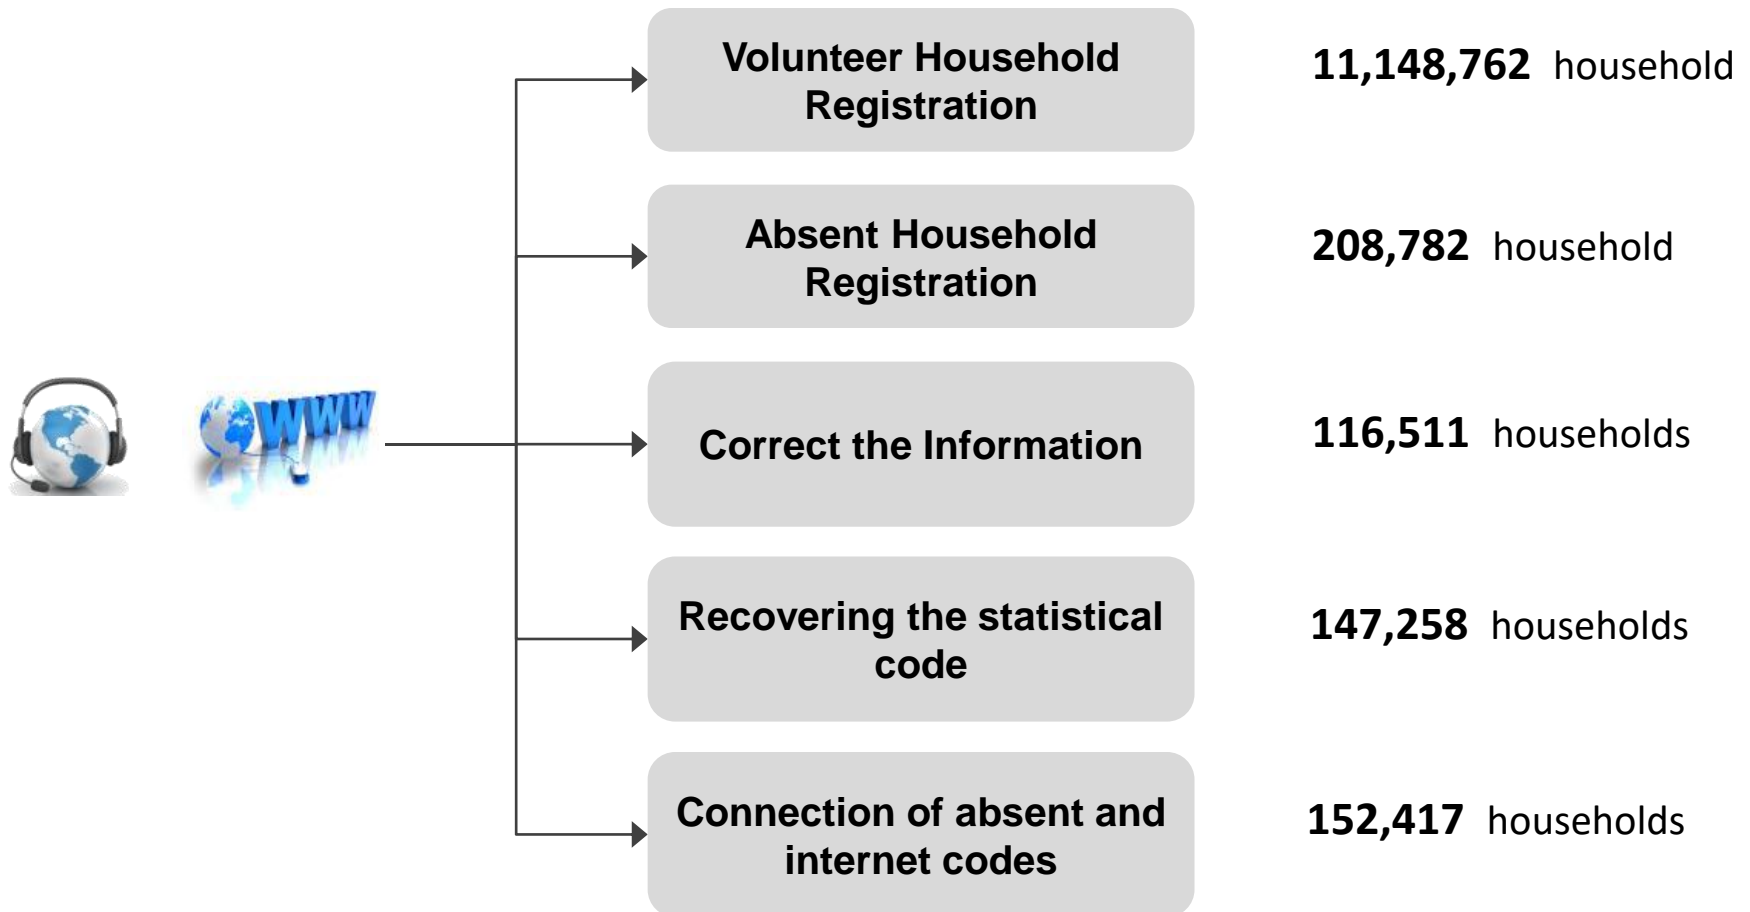 Volunteer Household
Registration
11,148,762 household
Absent Household
Registration
208,782 household
WWW
Correct the Information
116,511 households
Recovering the statistical
code
147,258 households
Connection of absent and
internet codes
152,417 households